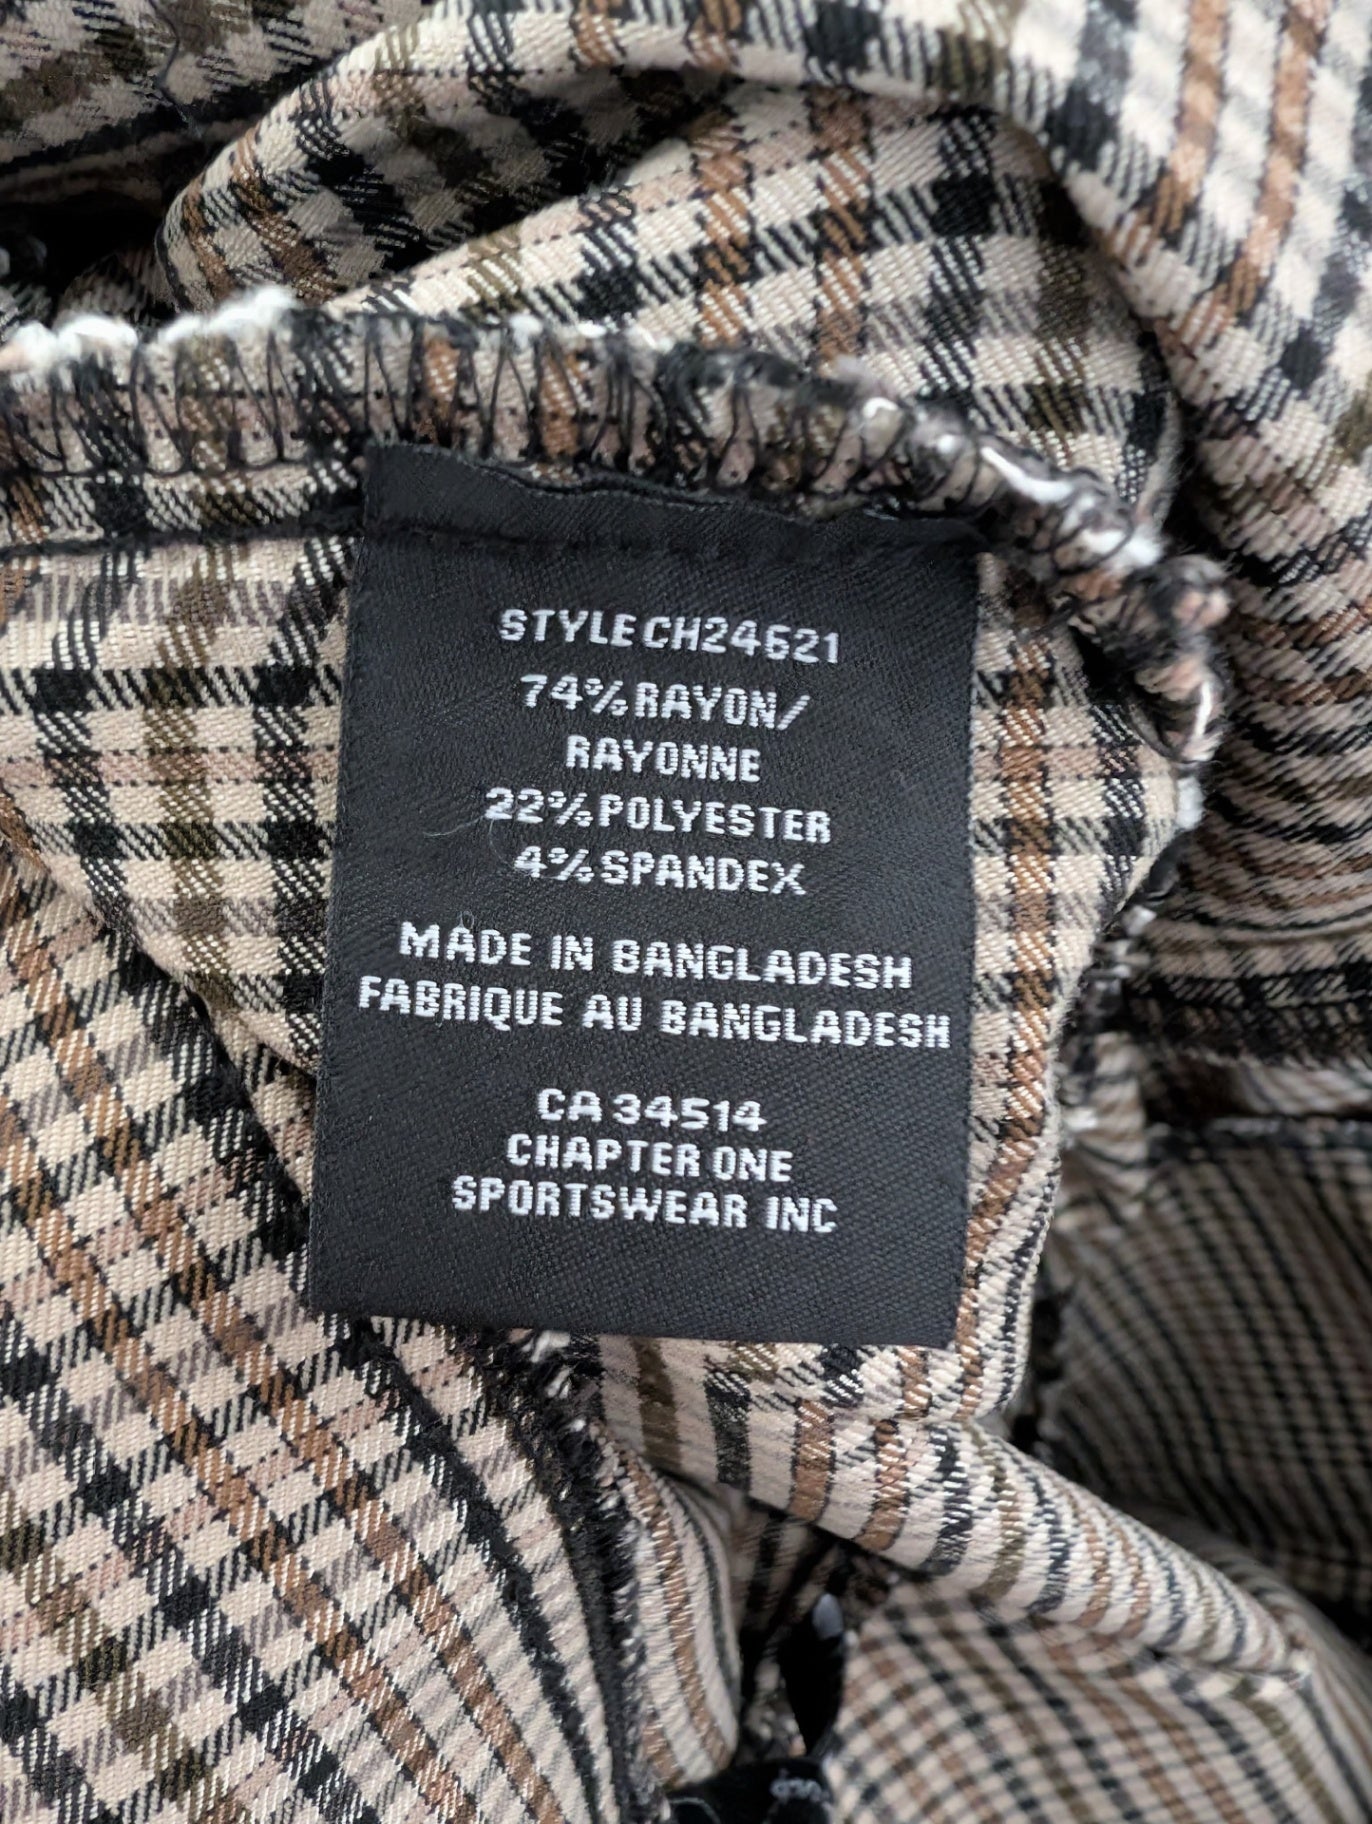 STYLE CH24621
74% RAYON/
RAYONNE
22% POLYESTER
4% SPANDEX
MADE IN BANGLADESH
FABRIQUE AU BANGLADESH
CA 34514
CHAPTER ONE
SPORTSWEAR INC